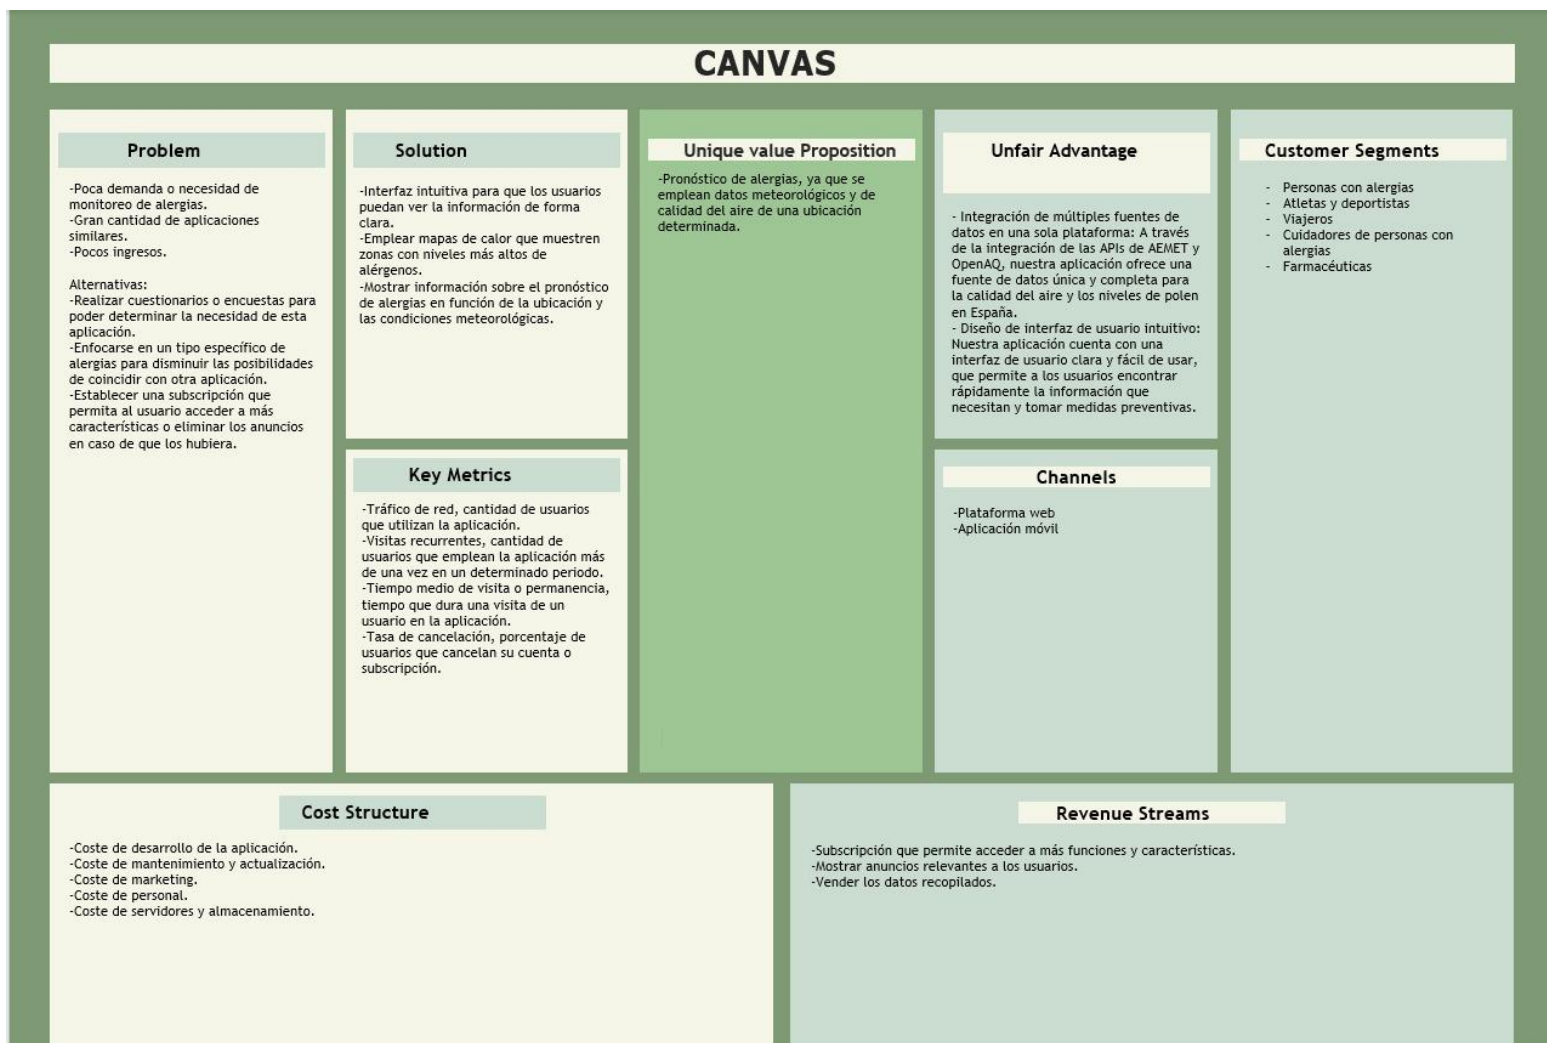 CANVAS
Problem
-Poca demanda o necesidad de
monitoreo de alergias.
-Gran cantidad de aplicaciones
similares.
-Pocos ingresos.
Alternativas:
-Realizar cuestionarios o encuestas para
poder determinar la necesidad de esta
aplicación.
-Enfocarse en un tipo específico de
alergias para disminuir las posibilidades
de coincidir con otra aplicación.
-Establecer una subscripción que
permita al usuario acceder a más
características o eliminar los anuncios
en caso de que los hubiera.
Solution
-Interfaz intuitiva para que los usuarios
puedan ver la información de forma
clara.
-Emplear mapas de calor que muestren
zonas con niveles más altos de
alérgenos.
-Mostrar información sobre el pronóstico
de alergias en función de la ubicación y
las condiciones meteorológicas.
Key Metrics
-Tráfico de red, cantidad de usuarios
que utilizan la aplicación.
-Visitas recurrentes, cantidad de
usuarios que emplean la aplicación más
de una vez en un determinado periodo.
-Tiempo medio de visita o permanencia,
tiempo que dura una visita de un
usuario en la aplicación.
-Tasa de cancelación, porcentaje de
usuarios que cancelan su cuenta o
subscripción.
Unique value Proposition
-Pronóstico de alergias, ya que se
emplean datos meteorológicos y de
calidad del aire de una ubicación
determinada.
Unfair Advantage
- Integración de múltiples fuentes de
datos en una sola plataforma: A través
de la integración de las APIs de AEMET y
OpenAQ, nuestra aplicación ofrece una
fuente de datos única y completa para
la calidad del aire y los niveles de polen
en España.
- Diseño de interfaz de usuario intuitivo:
Nuestra aplicación cuenta con una
interfaz de usuario clara y fácil de usar,
que permite a los usuarios encontrar
rápidamente la información que
necesitan y tomar medidas preventivas.
Channels
-Plataforma web
-Aplicación móvil
Customer Segments
- Personas con alergias
- Atletas y deportistas
- Viajeros
- Cuidadores de personas con
alergias
- Farmacéuticas
Cost Structure
-Coste de desarrollo de la aplicación.
-Coste de mantenimiento y actualización.
-Coste de marketing.
-Coste de personal.
-Coste de servidores y almacenamiento.
Revenue Streams
-Subscripción que permite acceder a más funciones y características.
-Mostrar anuncios relevantes a los usuarios.
-Vender los datos recopilados.